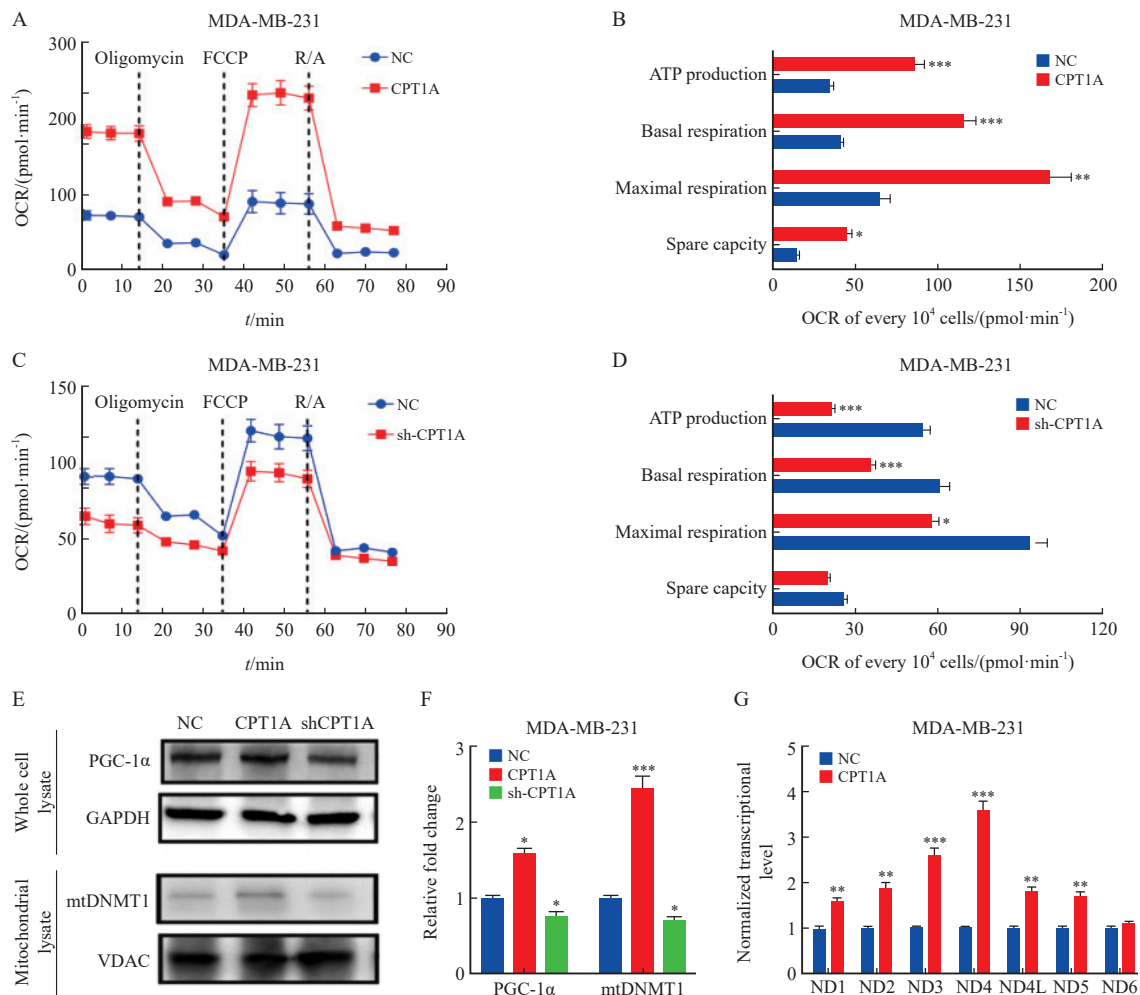 A
MDA-MB-231
OCR/(pmol·min⁻¹)
300
200
100
0
Oligomycin
FCCP
R/A
NC
CPT1A
0 10 20 30 40 50 60 70 80 90
t/min
B
MDA-MB-231
NC
CPT1A
ATP production
***
Basal respiration
***
Maximal respiration
**
Spare capcity
*
0 50 100 150 200
OCR of every 10⁴ cells/(pmol·min⁻¹)
C
MDA-MB-231
OCR/(pmol·min⁻¹)
150
100
50
0
Oligomycin
FCCP
R/A
NC
sh-CPT1A
0 10 20 30 40 50 60 70 80 90
t/min
D
MDA-MB-231
NC
sh-CPT1A
ATP production
***
Basal respiration
***
Maximal respiration
*
Spare capcity
0 30 60 90 120
OCR of every 10⁴ cells/(pmol·min⁻¹)
E
NC CPT1A shCPT1A
Whole cell
lysate
PGC-1α
GAPDH
Mitochondrial
lysate
mtDNMT1
VDAC
F
MDA-MB-231
Relative fold change
3
2
1
0
NC
CPT1A
sh-CPT1A
*
*
***
*
PGC-1α mtDNMT1
G
MDA-MB-231
Normalized transcriptional
level
5
4
3
2
1
0
NC
CPT1A
**
**
***
***
**
**
ND1 ND2 ND3 ND4 ND4L ND5 ND6